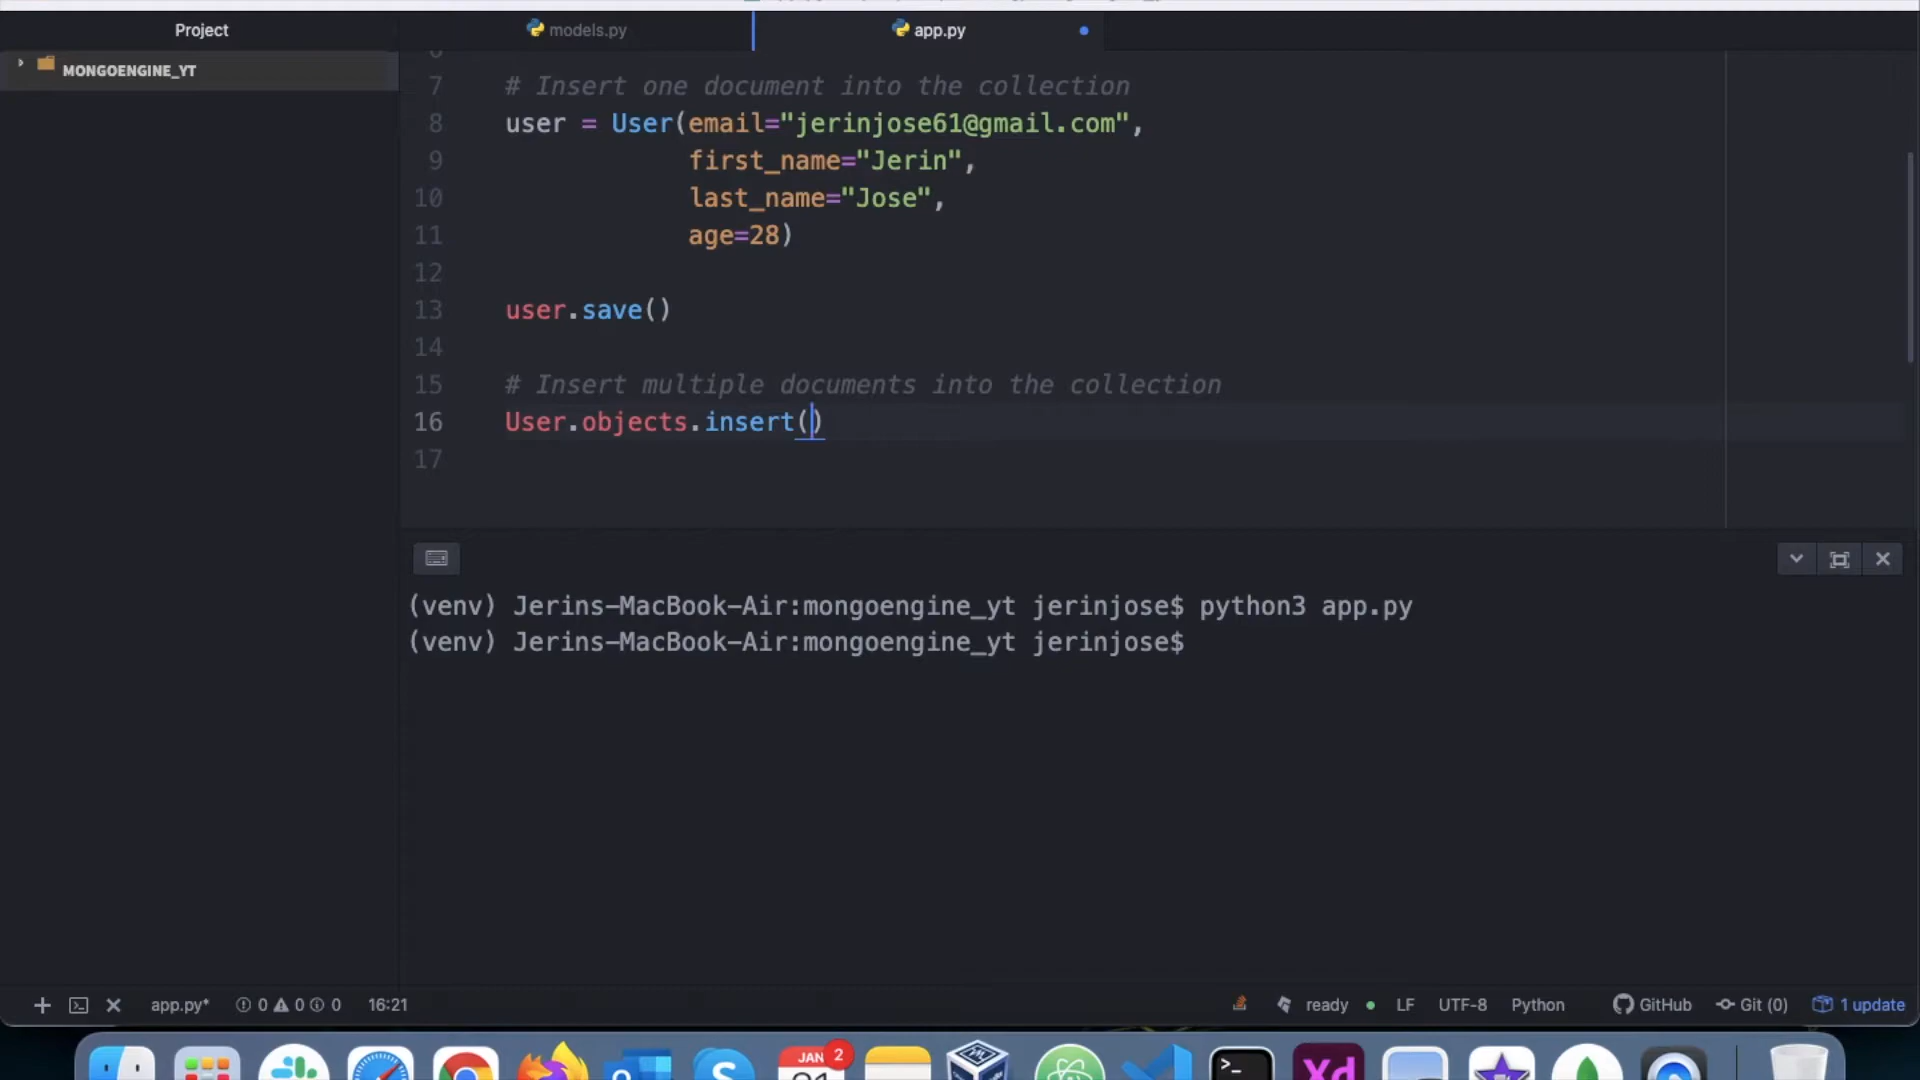 Project
models.py
app.py
MONGOENGINE_YT
6
7 # Insert one document into the collection
8 user = User(email="jerinjose61@gmail.com",
9 first_name="Jerin",
10 last_name="Jose",
11 age=28)
12
13 user.save()
14
15 # Insert multiple documents into the collection
16 User.objects.insert()
17
(venv) Jerins-MacBook-Air:mongoengine_yt jerinjose$ python3 app.py
(venv) Jerins-MacBook-Air:mongoengine_yt jerinjose$
app.py* 0 0 0 16:21 ready LF UTF-8 Python GitHub Git (0) 1 update
JAN 2
S
>_
Xd